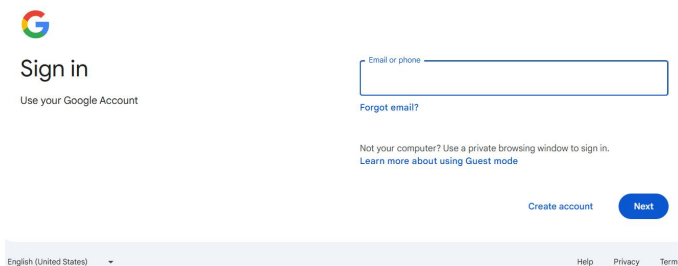 Sign in
Use your Google Account
Email or phone
Forgot email?
Not your computer? Use a private browsing window to sign in.
Learn more about using Guest mode
Create account
Next
English (United States)
Help Privacy Term